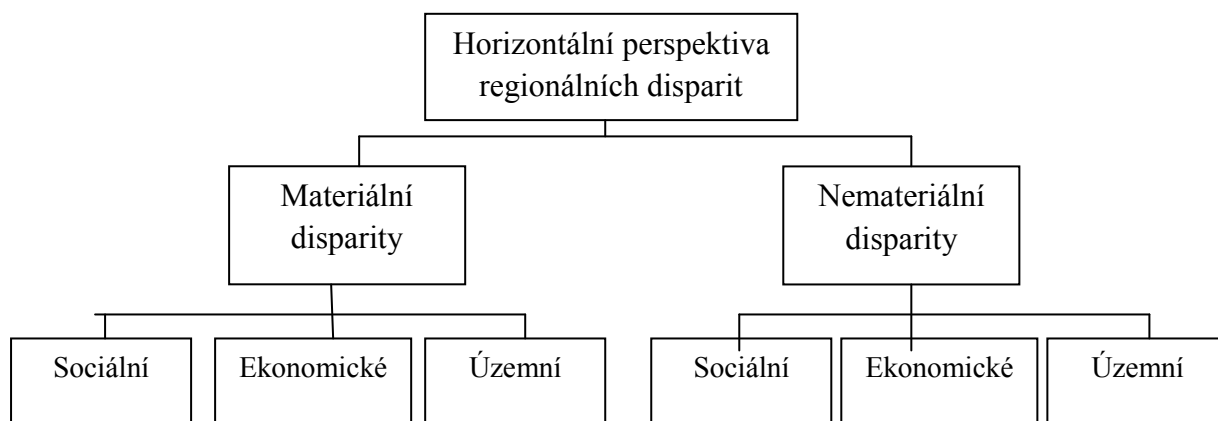 Horizontální perspektiva
regionálních disparit
Materiální
disparity
Nemateriální
disparity
Sociální
Ekonomické
Územní
Sociální
Ekonomické
Územní